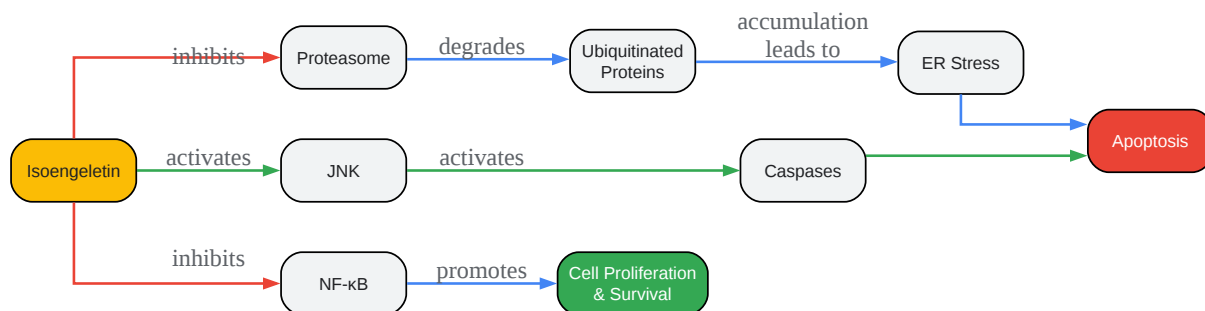 accumulation
leads to
inhibits
Proteasome
degrades
Ubiquitinated
Proteins
ER Stress
Isoengeletin
activates
JNK
activates
Caspases
Apoptosis
inhibits
NF-κB
promotes
Cell Proliferation
& Survival